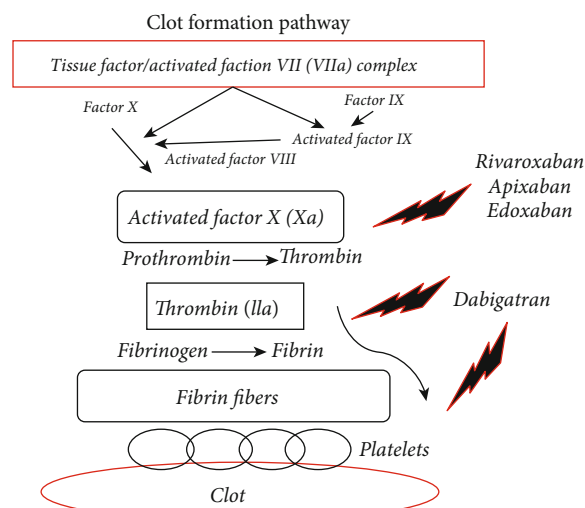 Clot formation pathway
Tissue factor/activated faction VII (VIIa) complex
Factor X
Factor IX
Activated factor IX
Activated factor VIII
Rivaroxaban
Apixaban
Edoxaban
Activated factor X (Xa)
Prothrombin Thrombin
Thrombin (lla)
Dabigatran
Fibrinogen Fibrin
Fibrin fibers
Platelets
Clot